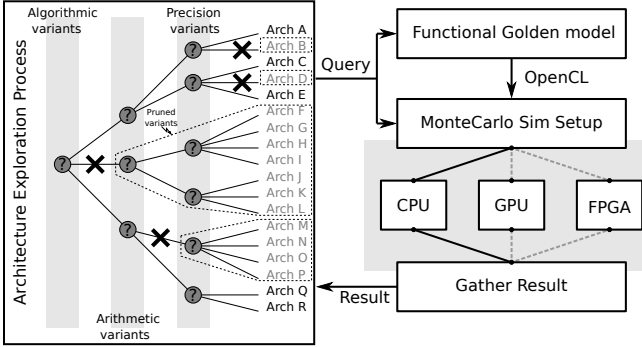 Algorithmic
variants
Precision
variants
Architecture Exploration Process
Pruned
variants
?
?
?
?
?
?
?
?
?
Arch A
Arch B
Arch C
Arch D
Arch E
Arch F
Arch G
Arch H
Arch I
Arch J
Arch K
Arch L
Arch M
Arch N
Arch O
Arch P
Arch Q
Arch R
Arithmetic
variants
Query
Functional Golden model
OpenCL
MonteCarlo Sim Setup
CPU
GPU
FPGA
Gather Result
Result